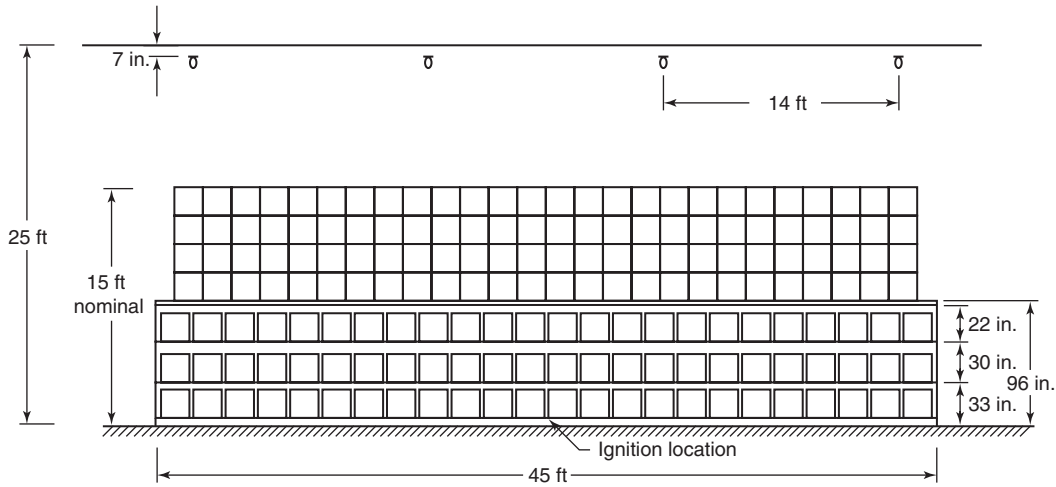 7 in.
14 ft
25 ft
15 ft
nominal
22 in.
30 in.
96 in.
33 in.
Ignition location
45 ft